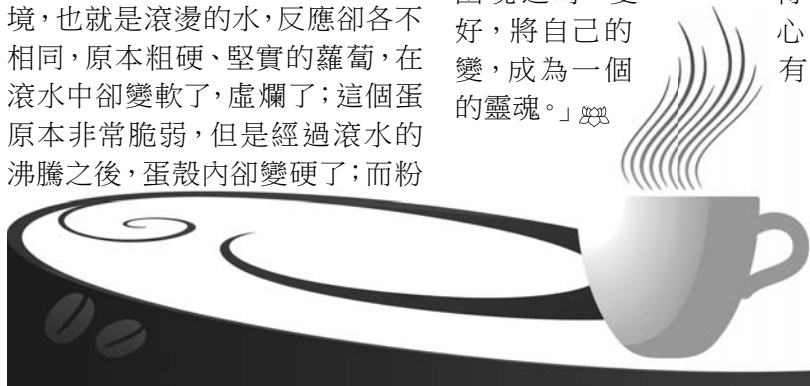 境，也就是滾燙的水，反應卻各不
相同，原本粗硬、堅實的蘿蔔，在
滾水中卻變軟了，虛爛了；這個蛋
原本非常脆弱，但是經過滾水的
沸騰之後，蛋殼內卻變硬了；而粉
好，將自己的
變，成為一個
的靈魂。」
心
有